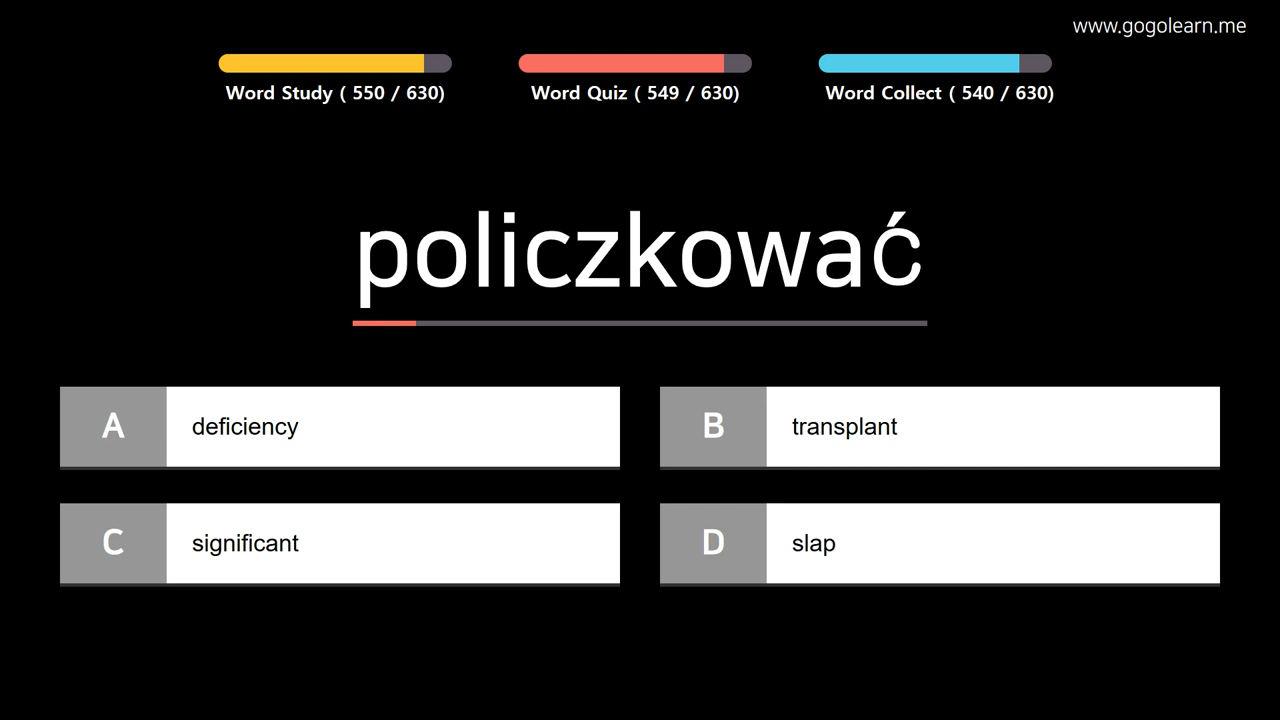 www.gogolearn.me
Word Study ( 550 / 630)
Word Quiz ( 549 / 630)
Word Collect ( 540 / 630)
policzkować
A deficiency
B transplant
C significant
D slap